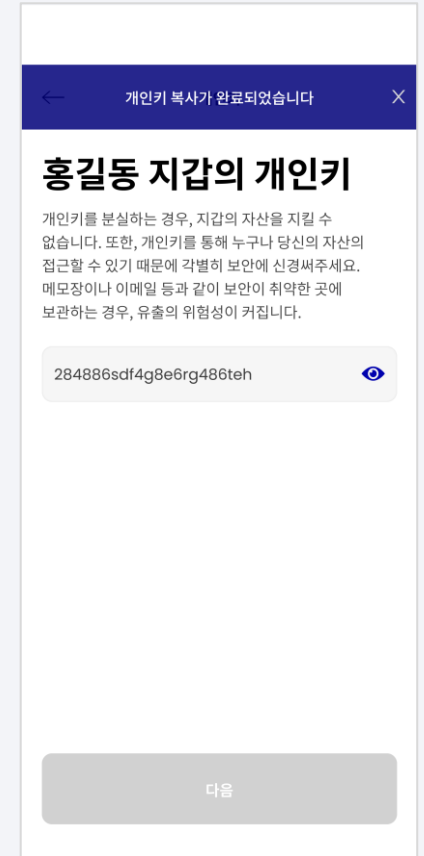 개인키 복사가 완료되었습니다
홍길동 지갑의 개인키
개인키를 분실하는 경우, 지갑의 자산을 지킬 수
없습니다. 또한, 개인키를 통해 누구나 당신의 자산의
접근할 수 있기 때문에 각별히 보안에 신경써주세요.
메모장이나 이메일 등과 같이 보안이 취약한 곳에
보관하는 경우, 유출의 위험성이 커집니다.
284886sdf4g8e6rg486teh
다음